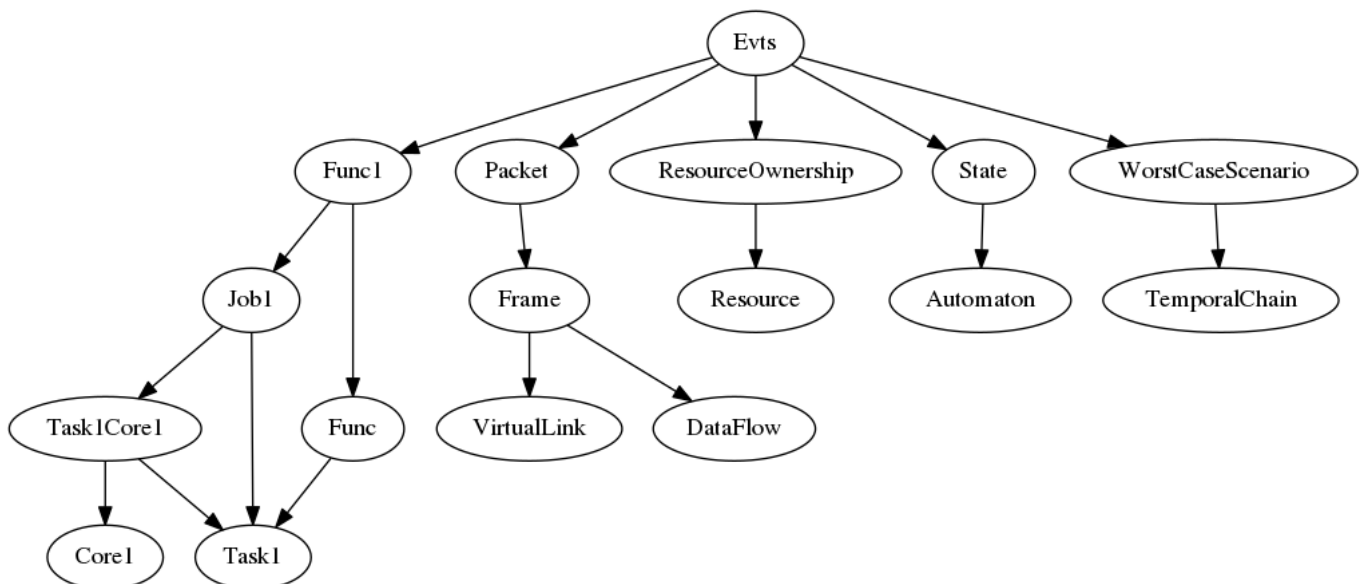 Evts
Func1
Packet
ResourceOwnership
State
WorstCaseScenario
Job1
Frame
Resource
Automaton
TemporalChain
Task1Core1
Func
VirtualLink
DataFlow
Core1
Task1